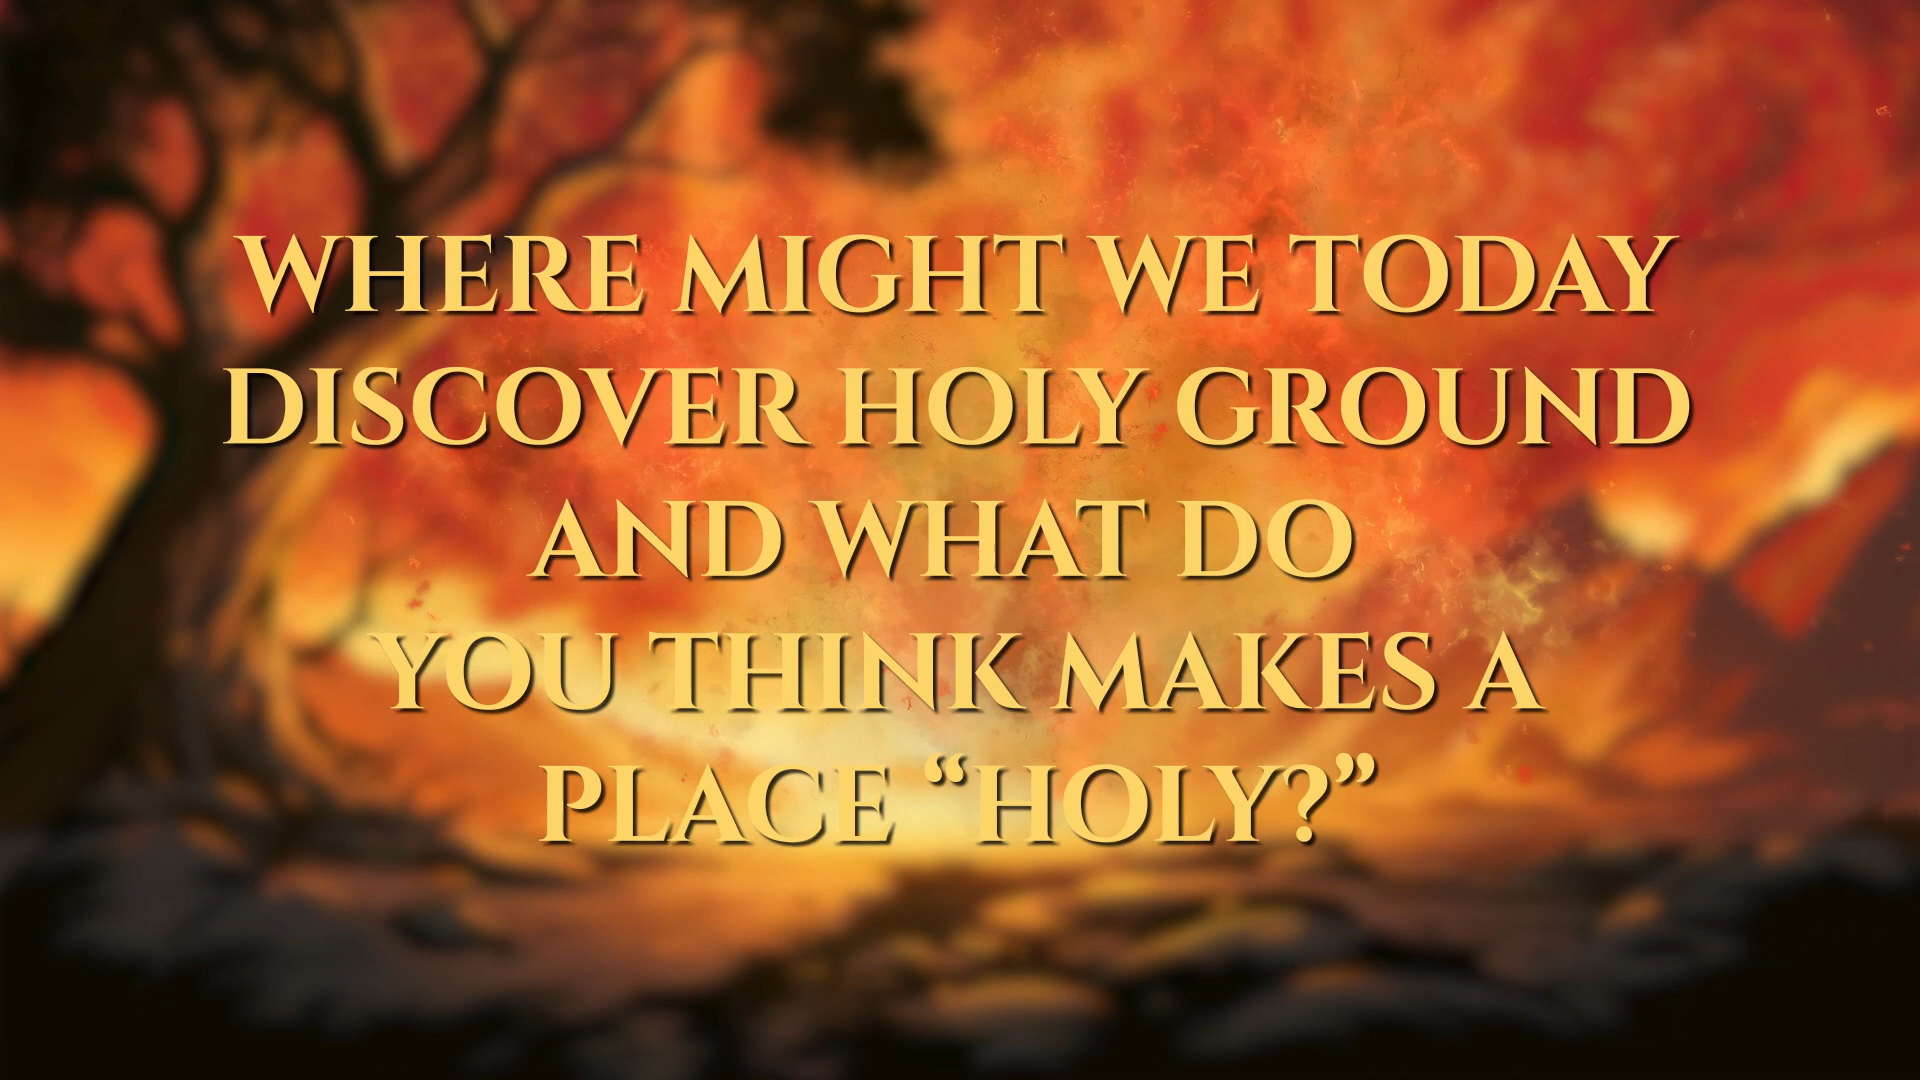 WHERE MIGHT WE TODAY
DISCOVER HOLY GROUND
AND WHAT DO
YOU THINK MAKES A
PLACE “HOLY?”